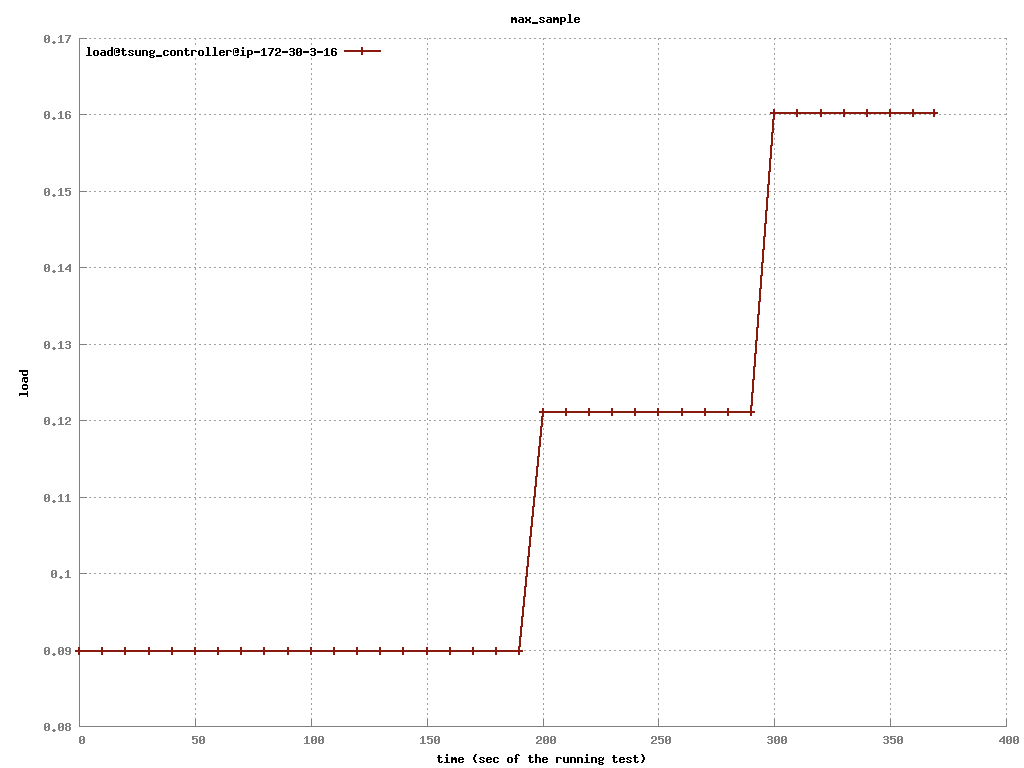 max_sample
load@tsung_controller@ip-172-30-3-16
0.17
0.16
0.15
0.14
0.13
0.12
0.11
0.1
0.09
0.08
load
0 50 100 150 200 250 300 350 400
time (sec of the running test)